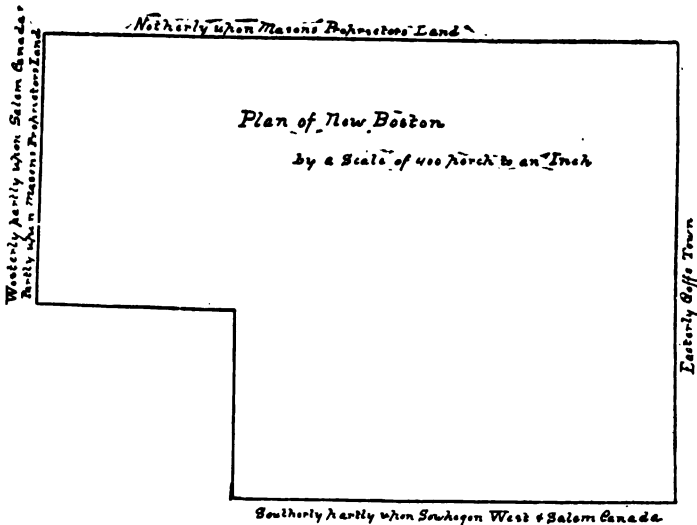 Notherly upon Masons Proprietors Land
Plan of New Boston
by a Scale of 400 perch to an Inch
Westerly partly upon Salem Canada &
Partly upon Masons Proprietors Land
Easterly Goffs Town
Southerly partly upon Sowhegon West & Salem Canada